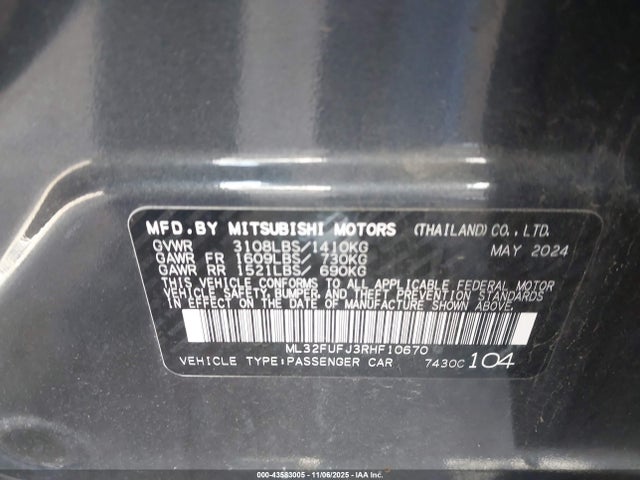 MFD.BY MITSUBISHI MOTORS (THAILAND)CO.,LTD.
GVWR 3108LBS/1410KG MAY 2024
GAWR FR 1609LBS/ 730KG
GAWR RR 1521LBS/ 690KG
THIS VEHICLE CONFORMS TO ALL APPLICABLE FEDERAL MOTOR
VEHICLE SAFETY,BUMPER,AND THEFT PREVENTION STANDARDS
IN EFFECT ON THE DATE OF MANUFACTURE SHOWN ABOVE.
ML32FUFJ3RHF10670
VEHICLE TYPE:PASSENGER CAR 7430C 104
000-43583005 - 11/06/2025 - IAAI Inc.